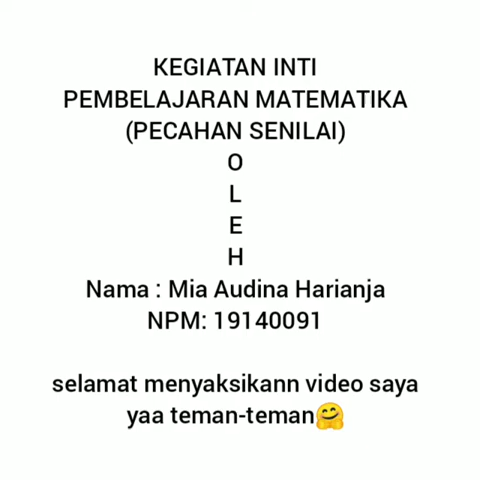 KEGIATAN INTI
PEMBELAJARAN MATEMATIKA
(PECAHAN SENILAI)
O
L
E
H
Nama : Mia Audina Harianja
NPM: 19140091
selamat menyaksikann video saya
yaa teman-teman🤗